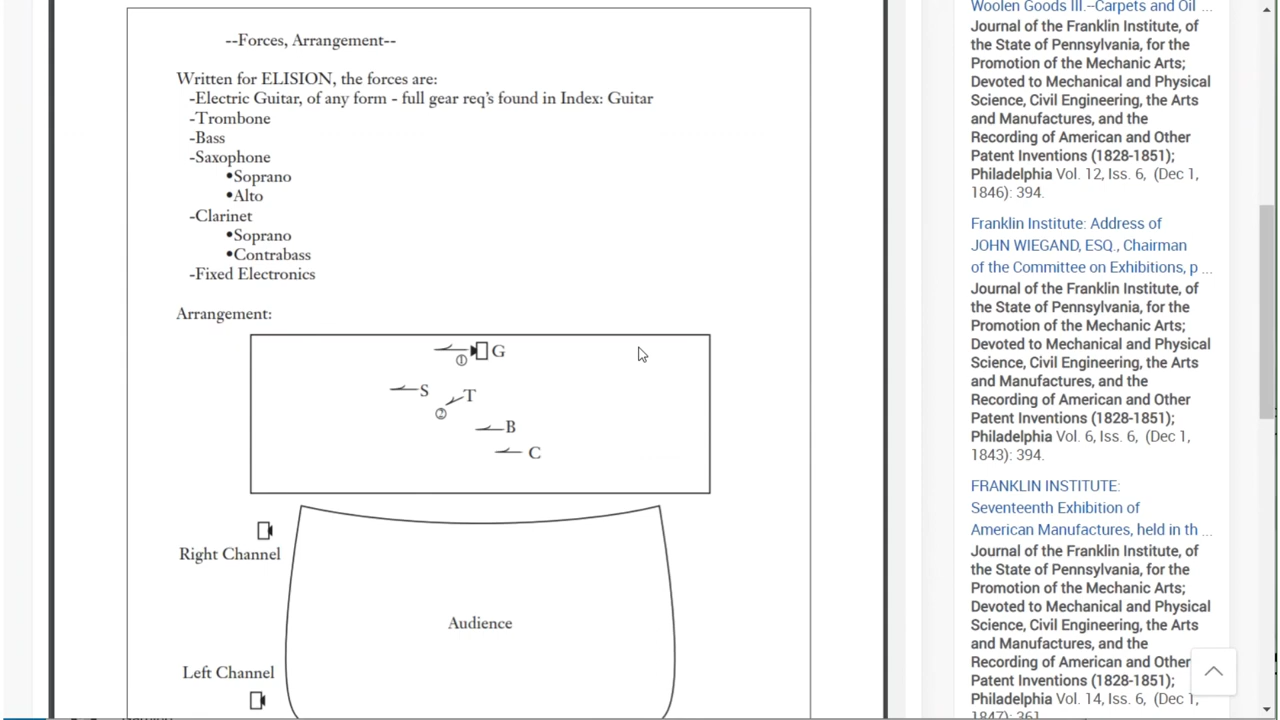 --Forces, Arrangement--
Written for ELISION, the forces are:
-Electric Guitar, of any form - full gear req's found in Index: Guitar
-Trombone
-Bass
-Saxophone
•Soprano
•Alto
-Clarinet
•Soprano
•Contrabass
-Fixed Electronics
Arrangement:
① G
S T
②
B
C
Right Channel
Audience
Left Channel
Woolen Goods III.--Carpets and Oil ...
Journal of the Franklin Institute, of
the State of Pennsylvania, for the
Promotion of the Mechanic Arts;
Devoted to Mechanical and Physical
Science, Civil Engineering, the Arts
and Manufactures, and the
Recording of American and Other
Patent Inventions (1828-1851);
Philadelphia Vol. 12, Iss. 6, (Dec 1,
1846): 394.
Franklin Institute: Address of
JOHN WIEGAND, ESQ., Chairman
of the Committee on Exhibitions, p ...
Journal of the Franklin Institute, of
the State of Pennsylvania, for the
Promotion of the Mechanic Arts;
Devoted to Mechanical and Physical
Science, Civil Engineering, the Arts
and Manufactures, and the
Recording of American and Other
Patent Inventions (1828-1851);
Philadelphia Vol. 6, Iss. 6, (Dec 1,
1843): 394.
FRANKLIN INSTITUTE:
Seventeenth Exhibition of
American Manufactures, held in th ...
Journal of the Franklin Institute, of
the State of Pennsylvania, for the
Promotion of the Mechanic Arts;
Devoted to Mechanical and Physical
Science, Civil Engineering, the Arts
and Manufactures, and the
Recording of American and Other
Patent Inventions (1828-1851);
Philadelphia Vol. 14, Iss. 6, (Dec 1,
1847): 361.